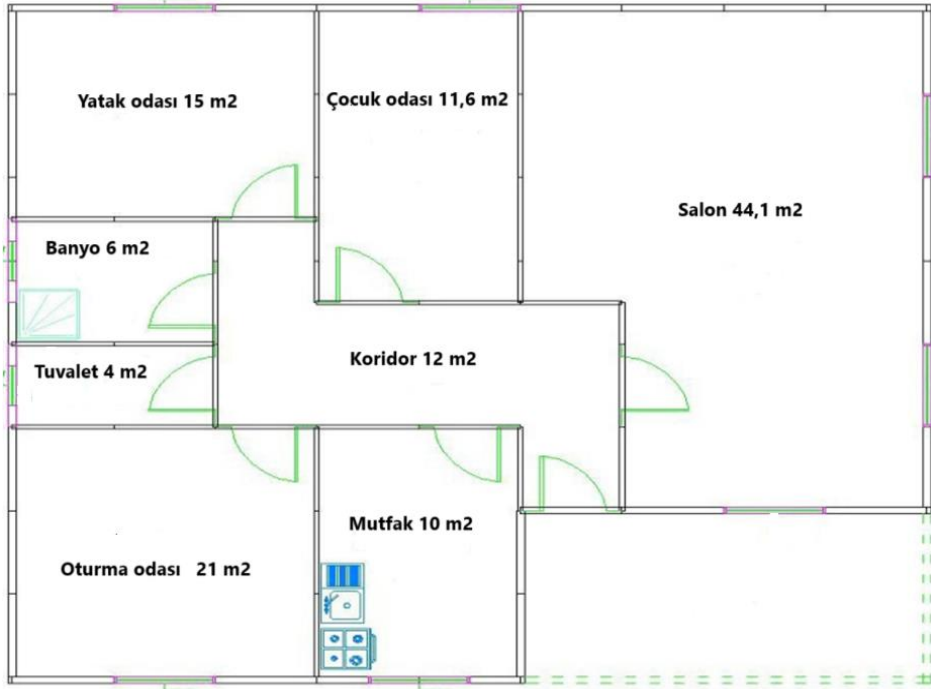 Yatak odası 15 m2
Çocuk odası 11,6 m2
Salon 44,1 m2
Banyo 6 m2
Koridor 12 m2
Tuvalet 4 m2
Mutfak 10 m2
Oturma odası 21 m2